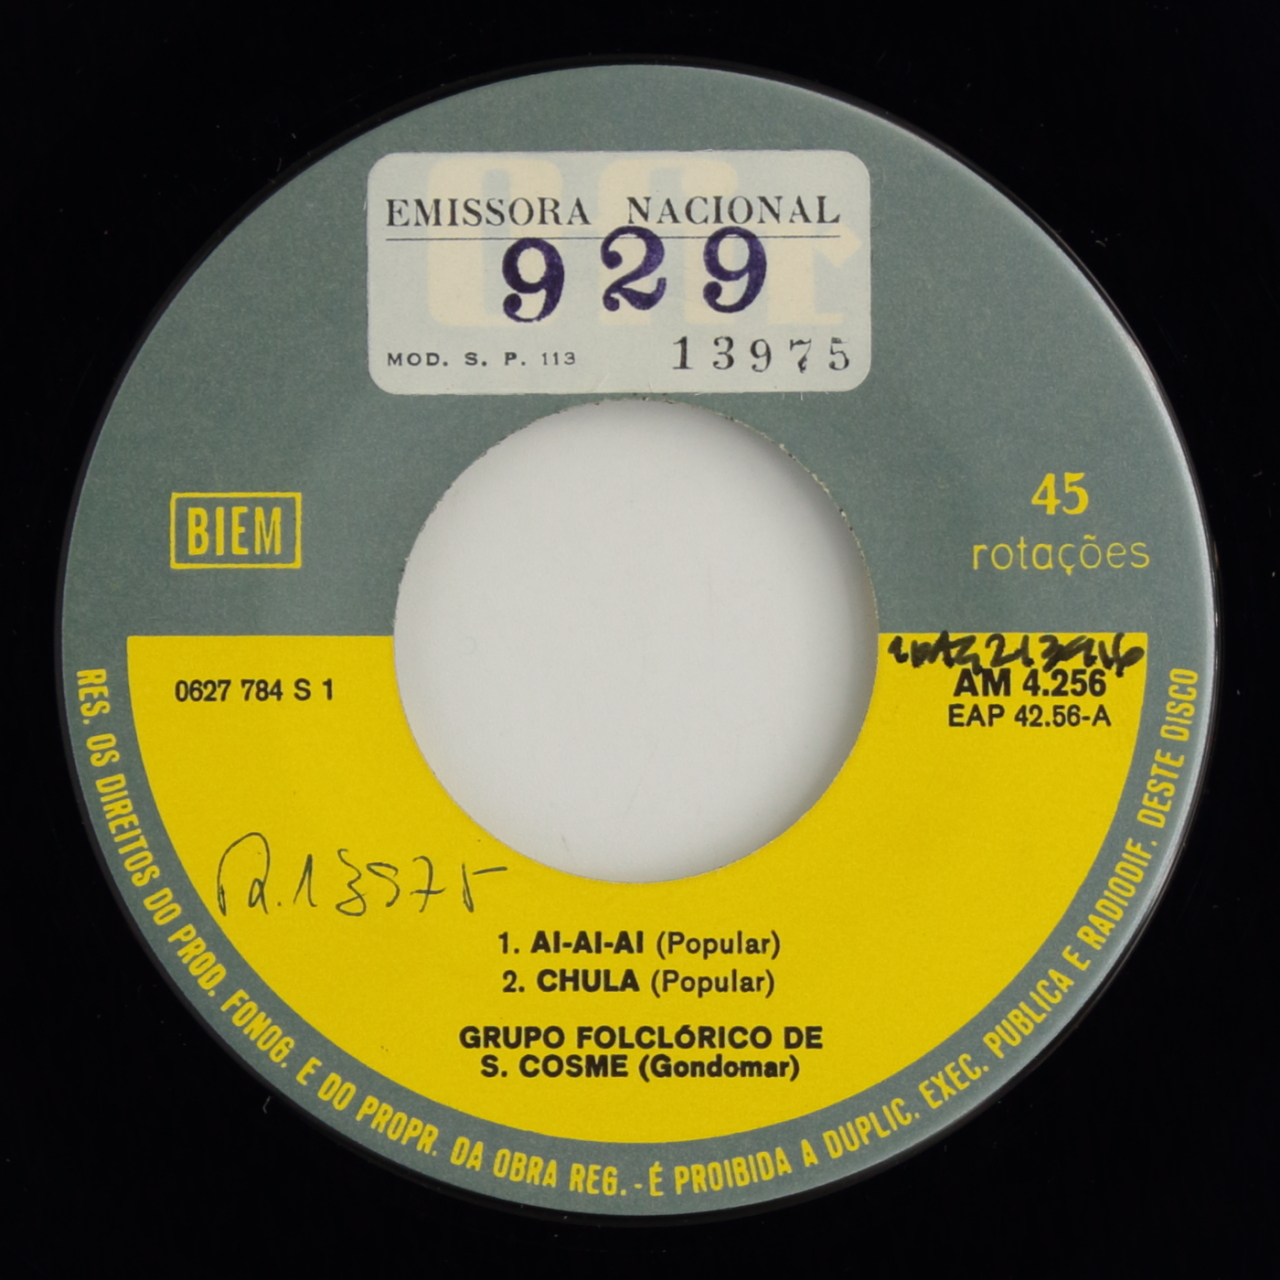 EMISSORA NACIONAL
929
MOD. S. P. 113 13975
BIEM
45
rotações
0627 784 S 1
AM 4.256
EAP 42.56-A
R.13975
1. AI-AI-AI (Popular)
2. CHULA (Popular)
GRUPO FOLCLÓRICO DE
S. COSME (Gondomar)
RES. OS DIREITOS DO PROD. FONOG. E DO PROPR. DA OBRA REG. - É PROIBIDA A DUPLIC. EXEC. PUBLICA E RADIODIF. DESTE DISCO